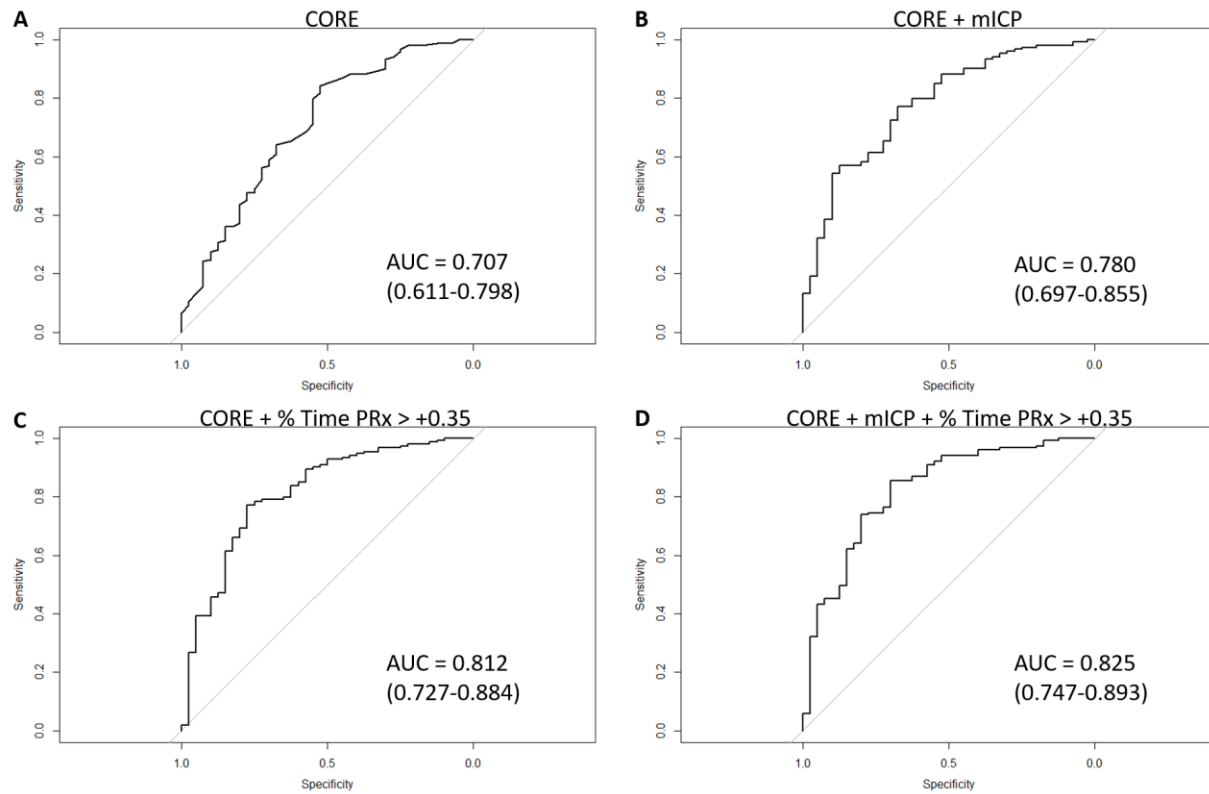 A
CORE
1.0
0.8
0.6
0.4
0.2
0.0
Sensitivity
AUC = 0.707
(0.611-0.798)
1.0
0.5
0.0
Specificity
B
CORE + mICP
1.0
0.8
0.6
0.4
0.2
0.0
Sensitivity
AUC = 0.780
(0.697-0.855)
1.0
0.5
0.0
Specificity
C
CORE + % Time PRx > +0.35
1.0
0.8
0.6
0.4
0.2
0.0
Sensitivity
AUC = 0.812
(0.727-0.884)
1.0
0.5
0.0
Specificity
D
CORE + mICP + % Time PRx > +0.35
1.0
0.8
0.6
0.4
0.2
0.0
Sensitivity
AUC = 0.825
(0.747-0.893)
1.0
0.5
0.0
Specificity